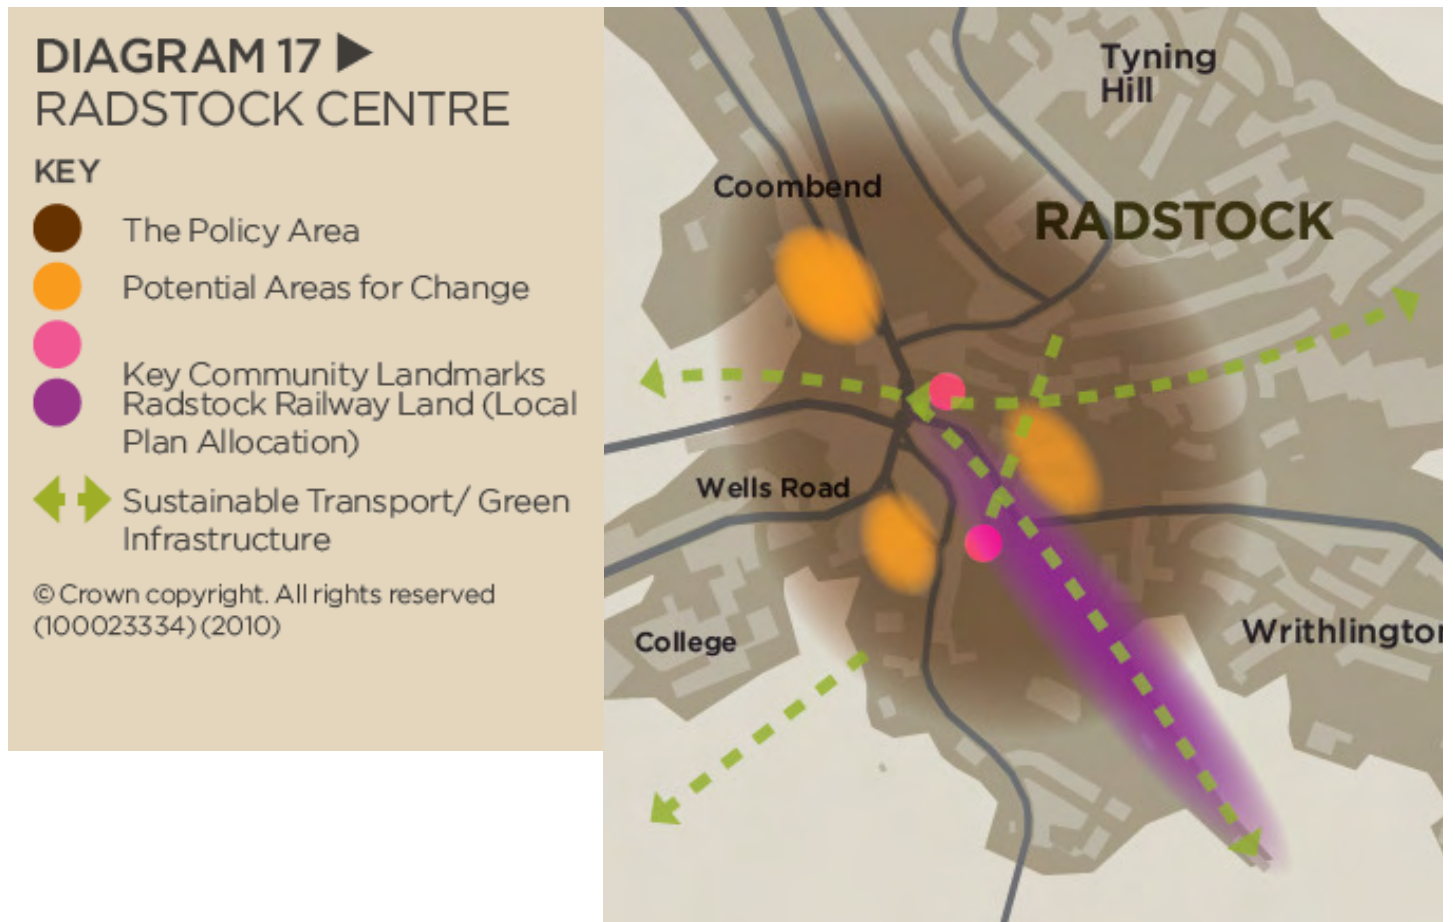 DIAGRAM 17 ▶
RADSTOCK CENTRE
KEY
The Policy Area
Potential Areas for Change
Key Community Landmarks
Radstock Railway Land (Local
Plan Allocation)
Sustainable Transport/ Green
Infrastructure
© Crown copyright. All rights reserved
(100023334) (2010)
Tyning
Hill
Coombend
RADSTOCK
Wells Road
College
Writhlington